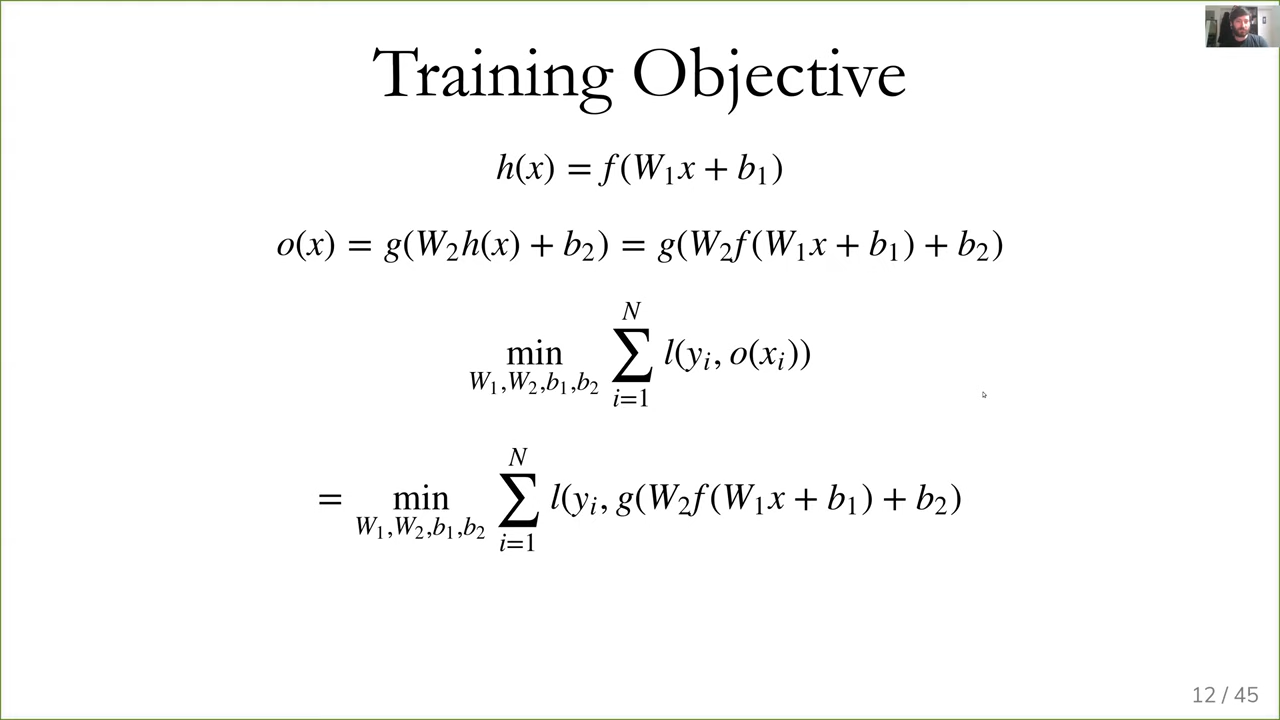 Training Objective
h(x) = f(W₁x + b₁)
o(x) = g(W₂h(x) + b₂) = g(W₂f(W₁x + b₁) + b₂)
min_{W₁,W₂,b₁,b₂} ∑_{i=1}^{N} l(yᵢ, o(xᵢ))
= min_{W₁,W₂,b₁,b₂} ∑_{i=1}^{N} l(yᵢ, g(W₂f(W₁x + b₁) + b₂)
12 / 45